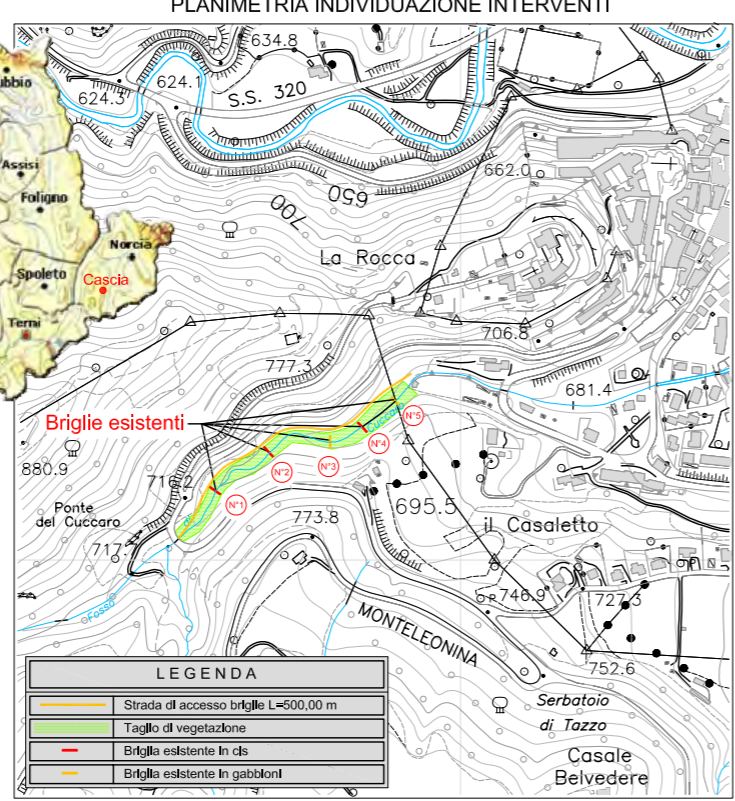 PLANIMETRIA INDIVIDUAZIONE INTERVENTI
634.8
624.1
624.3
S.S. 320
662.0
650
700
La Rocca
Assisi
Foligno
Norcia
Spoleto
Cascia
Terni
706.8
777.3
681.4
Briglie esistenti
N°5
Cuccaro
N°4
N°3
N°2
N°1
880.9
716.2
695.5
Ponte
del Cuccaro
773.8
il Casaletto
Fosso
746.9
727.3
MONTELEONINA
752.6
Serbatoio
di Tazzo
Casale
Belvedere
LEGENDA
Strada di accesso briglie L=500,00 m
Taglio di vegetazione
Briglia esistente in cls
Briglia esistente in gabbioni